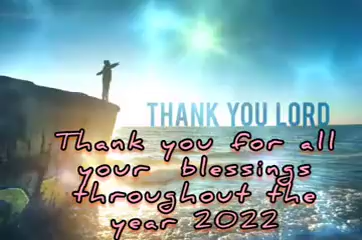 THANK YOU LORD
Thank you for all
your blessings
throughout the
year 2022